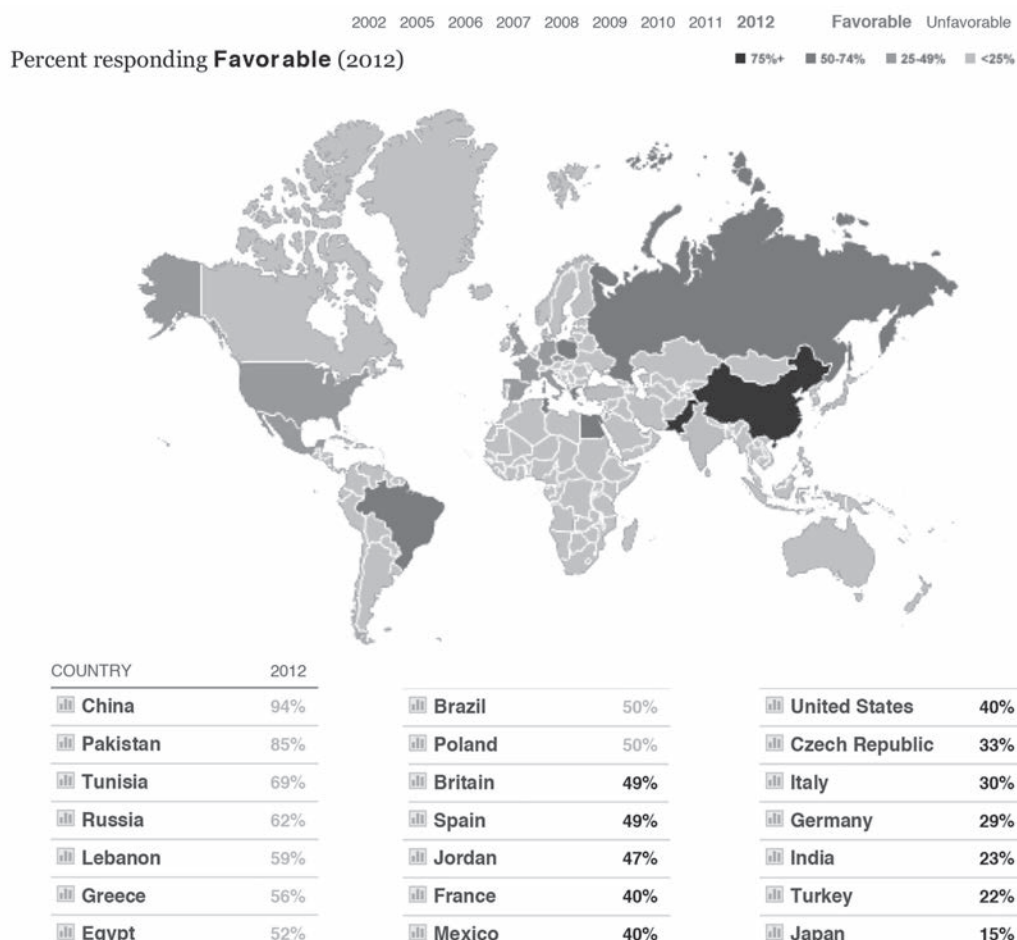 2002 2005 2006 2007 2008 2009 2010 2011 2012 Favorable Unfavorable
Percent responding Favorable (2012)
75%+ 50-74% 25-49% <25%
COUNTRY 2012
China 94%
Pakistan 85%
Tunisia 69%
Russia 62%
Lebanon 59%
Greece 56%
Egypt 52%
Brazil 50%
Poland 50%
Britain 49%
Spain 49%
Jordan 47%
France 40%
Mexico 40%
United States 40%
Czech Republic 33%
Italy 30%
Germany 29%
India 23%
Turkey 22%
Japan 15%